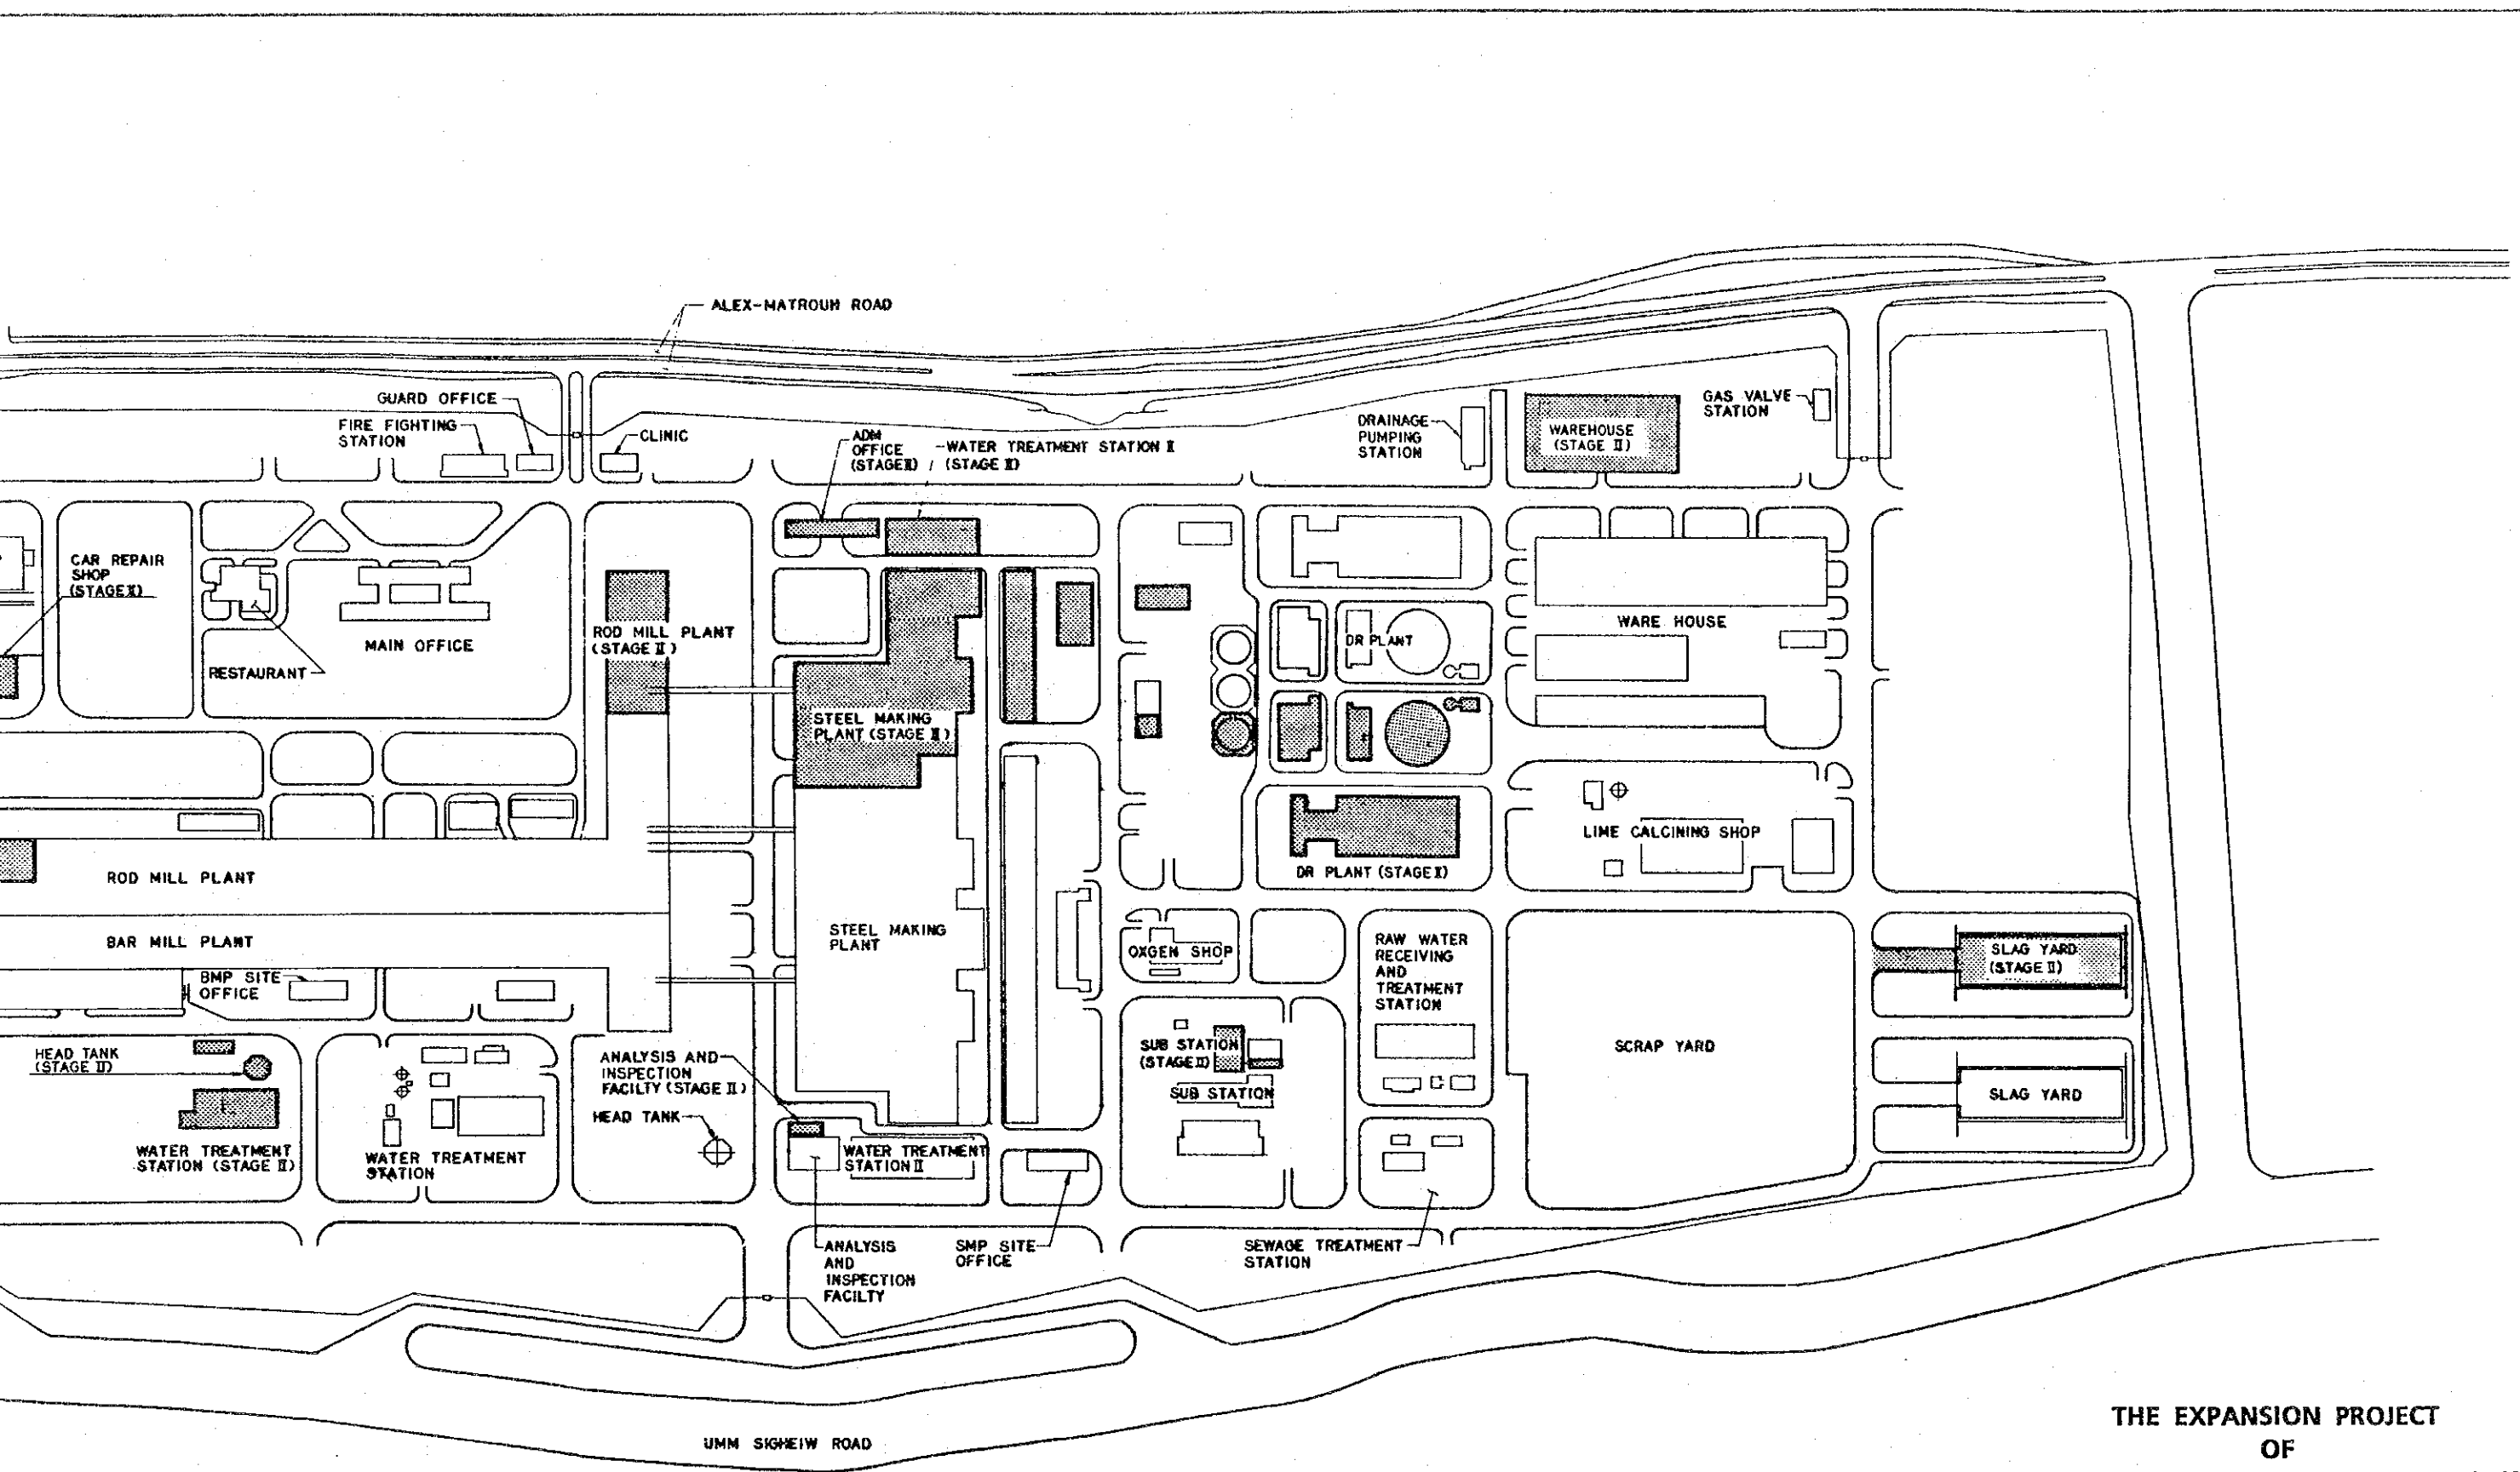 ALEX-MATROUH ROAD
GUARD OFFICE
FIRE FIGHTING
STATION
CLINIC
ADM
OFFICE
(STAGE II)
WATER TREATMENT STATION II
(STAGE II)
DRAINAGE
PUMPING
STATION
WAREHOUSE
(STAGE II)
GAS VALVE
STATION
CAR REPAIR
SHOP
(STAGE II)
RESTAURANT
MAIN OFFICE
ROD MILL PLANT
(STAGE II)
DR PLANT
WARE HOUSE
STEEL MAKING
PLANT (STAGE II)
LIME CALCINING SHOP
DR PLANT (STAGE II)
ROD MILL PLANT
BAR MILL PLANT
STEEL MAKING
PLANT
OXGEN SHOP
RAW WATER
RECEIVING
AND
TREATMENT
STATION
SLAG YARD
(STAGE II)
BMP SITE
OFFICE
HEAD TANK
(STAGE II)
ANALYSIS AND
INSPECTION
FACILTY (STAGE II)
HEAD TANK
SUB STATION
(STAGE II)
SUB STATION
SCRAP YARD
SLAG YARD
WATER TREATMENT
STATION (STAGE II)
WATER TREATMENT
STATION
WATER TREATMENT
STATION II
ANALYSIS
AND
INSPECTION
FACILTY
SMP SITE
OFFICE
SEWAGE TREATMENT
STATION
UMM SIGHEIW ROAD
THE EXPANSION PROJECT
OF